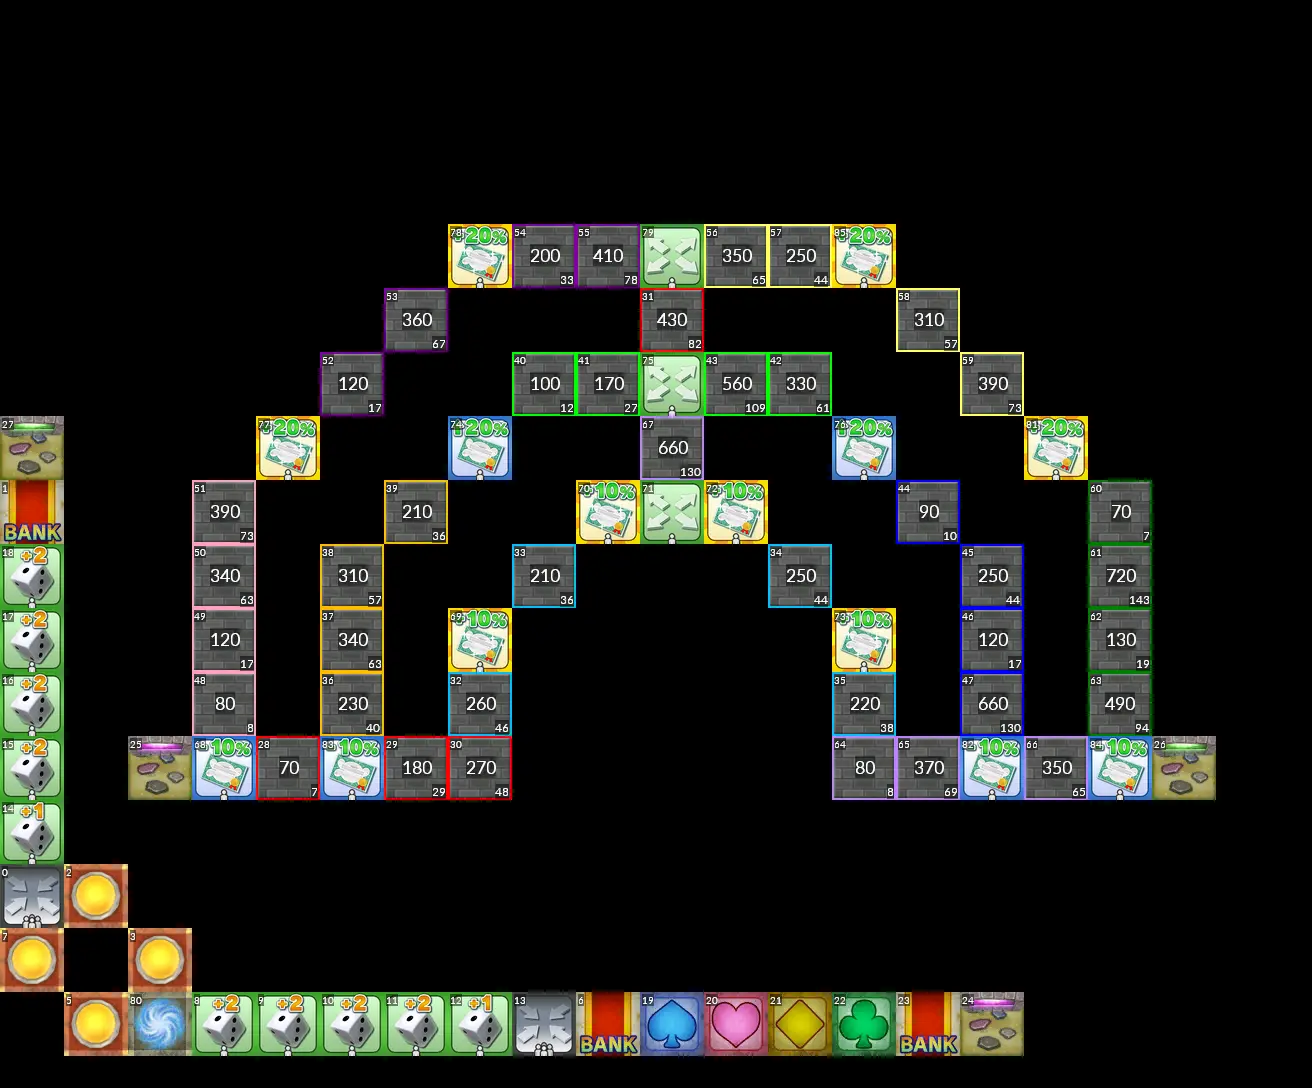 78 20% 54 200 33 55 410 78 79 56 350 65 57 250 44 85 20%
53 360 67 31 430 82 58 310 57
52 120 17 40 100 12 41 170 27 75 43 560 109 42 330 61 59 390 73
27 77 20% 74 20% 67 660 130 76 20% 81 20%
1 BANK 51 390 73 39 210 36 70 10% 71 72 10% 44 90 10 60 70 7
18 +2 50 340 63 38 310 57 33 210 36 34 250 44 45 250 44 61 720 143
17 +2 49 120 17 37 340 63 69 10% 73 10% 46 120 17 62 130 19
16 +2 48 80 8 36 230 40 32 260 46 35 220 38 47 660 130 63 490 94
15 +2 25 68 10% 28 70 7 83 10% 29 180 29 30 270 48 64 80 8 65 370 69 82 10% 66 350 65 84 10% 26
14 +1
0 2
7 3
5 80 8 +2 9 +2 10 +2 11 +2 12 +1 13 6 BANK 19 20 21 22 23 BANK 24